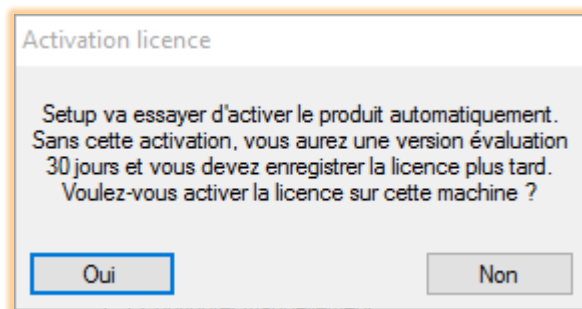 Activation licence
Setup va essayer d'activer le produit automatiquement.
Sans cette activation, vous aurez une version évaluation
30 jours et vous devez enregistrer la licence plus tard.
Voulez-vous activer la licence sur cette machine ?
Oui
Non